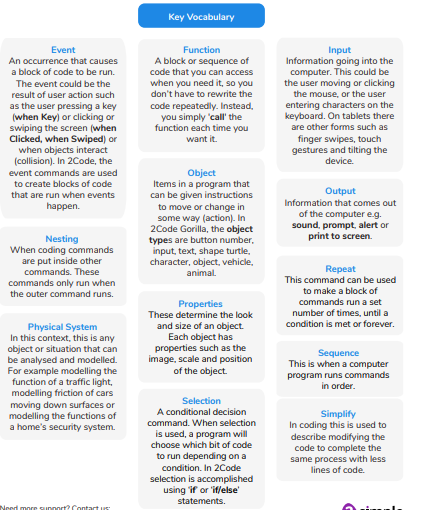 Key Vocabulary
Event
An occurrence that causes
a block of code to be run.
The event could be the
result of user action such
as the user pressing a key
(when Key) or clicking or
swiping the screen (when
Clicked, when Swiped) or
when objects interact
(collision). In 2Code, the
event commands are used
to create blocks of code
that are run when events
happen.
Nesting
When coding commands
are put inside other
commands. These
commands only run when
the outer command runs.
Physical System
In this context, this is any
object or situation that can
be analysed and modelled.
For example modelling the
function of a traffic light,
modelling friction of cars
moving down surfaces or
modelling the functions of
a home's security system.
Function
A block or sequence of
code that you can access
when you need it, so you
don't have to rewrite the
code repeatedly. Instead,
you simply 'call' the
function each time you
want it.
Object
Items in a program that
can be given instructions
to move or change in
some way (action). In
2Code Gorilla, the object
types are button number,
input, text, shape turtle,
character, object, vehicle,
animal.
Properties
These determine the look
and size of an object.
Each object has
properties such as the
image, scale and position
of the object.
Selection
A conditional decision
command. When selection
is used, a program will
choose which bit of code
to run depending on a
condition. In 2Code
selection is accomplished
using 'if' or 'if/else'
statements.
Input
Information going into the
computer. This could be
the user moving or clicking
the mouse, or the user
entering characters on the
keyboard. On tablets there
are other forms such as
finger swipes, touch
gestures and tilting the
device.
Output
Information that comes out
of the computer e.g.
sound, prompt, alert or
print to screen.
Repeat
This command can be used
to make a block of
commands run a set
number of times, until a
condition is met or forever.
Sequence
This is when a computer
program runs commands
in order.
Simplify
In coding this is used to
describe modifying the
code to complete the
same process with less
lines of code.
Need more support? Contact us:
simple